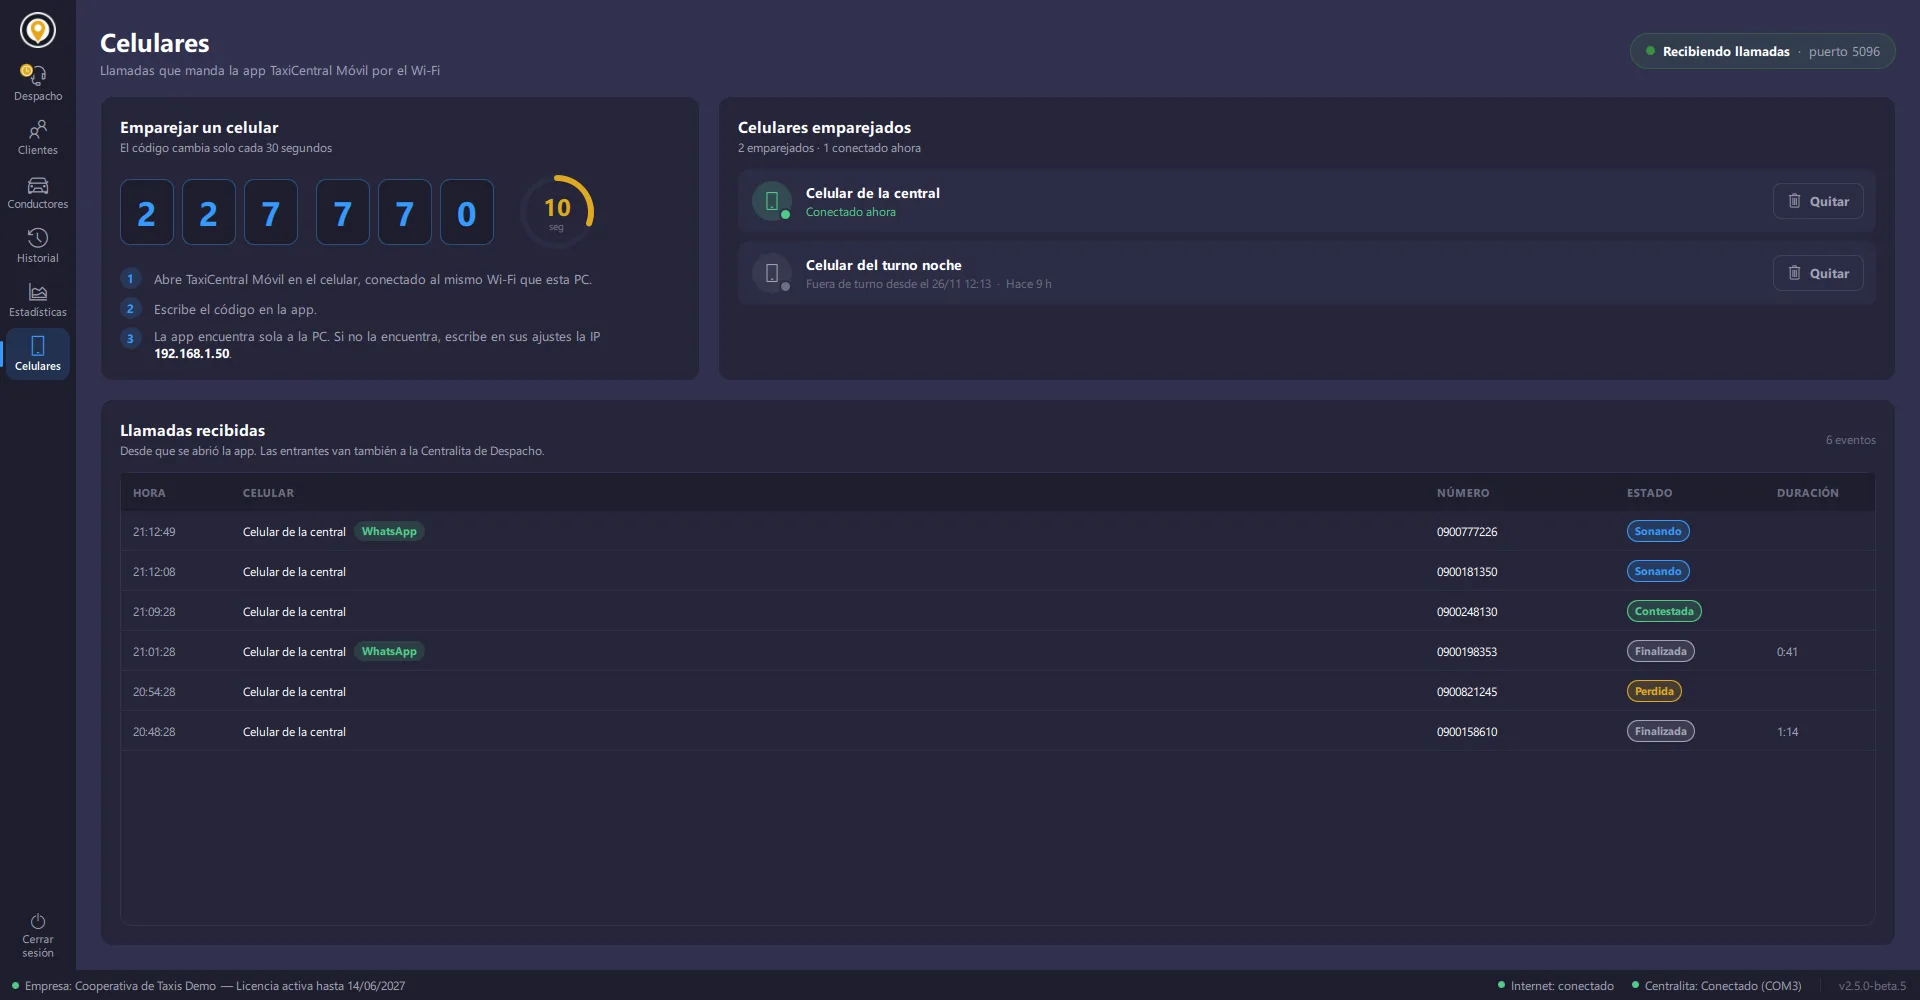 Despacho
Clientes
Conductores
Historial
Estadísticas
Celulares
Cerrar
sesión
Celulares
Llamadas que manda la app TaxiCentral Móvil por el Wi-Fi
Recibiendo llamadas · puerto 5096
Emparejar un celular
El código cambia solo cada 30 segundos
2 2 7 7 7 0
10
seg
1 Abre TaxiCentral Móvil en el celular, conectado al mismo Wi-Fi que esta PC.
2 Escribe el código en la app.
3 La app encuentra sola a la PC. Si no la encuentra, escribe en sus ajustes la IP
192.168.1.50.
Celulares emparejados
2 emparejados · 1 conectado ahora
Celular de la central
Conectado ahora
Quitar
Celular del turno noche
Fuera de turno desde el 26/11 12:13 · Hace 9 h
Quitar
Llamadas recibidas
Desde que se abrió la app. Las entrantes van también a la Centralita de Despacho.
6 eventos
HORA CELULAR NÚMERO ESTADO DURACIÓN
21:12:49 Celular de la central WhatsApp 0900777226 Sonando
21:12:08 Celular de la central 0900181350 Sonando
21:09:28 Celular de la central 0900248130 Contestada
21:01:28 Celular de la central WhatsApp 0900198353 Finalizada 0:41
20:54:28 Celular de la central 0900821245 Perdida
20:48:28 Celular de la central 0900158610 Finalizada 1:14
Empresa: Cooperativa de Taxis Demo — Licencia activa hasta 14/06/2027
Internet: conectado
Centralita: Conectado (COM3)
v2.5.0-beta.5